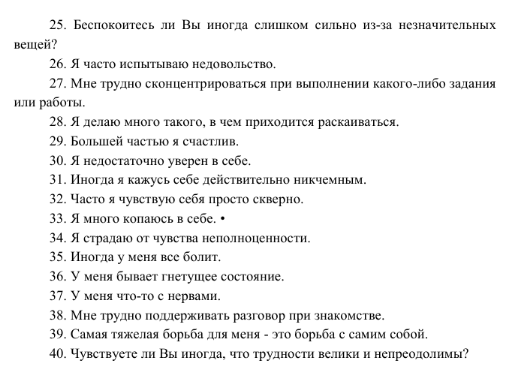 25. Беспокоитесь ли Вы иногда слишком сильно из-за незначительных
вещей?
26. Я часто испытываю недовольство.
27. Мне трудно сконцентрироваться при выполнении какого-либо задания
или работы.
28. Я делаю много такого, в чем приходится раскаиваться.
29. Большей частью я счастлив.
30. Я недостаточно уверен в себе.
31. Иногда я кажусь себе действительно никчемным.
32. Часто я чувствую себя просто скверно.
33. Я много копаюсь в себе. •
34. Я страдаю от чувства неполноценности.
35. Иногда у меня все болит.
36. У меня бывает гнетущее состояние.
37. У меня что-то с нервами.
38. Мне трудно поддерживать разговор при знакомстве.
39. Самая тяжелая борьба для меня - это борьба с самим собой.
40. Чувствуете ли Вы иногда, что трудности велики и непреодолимы?